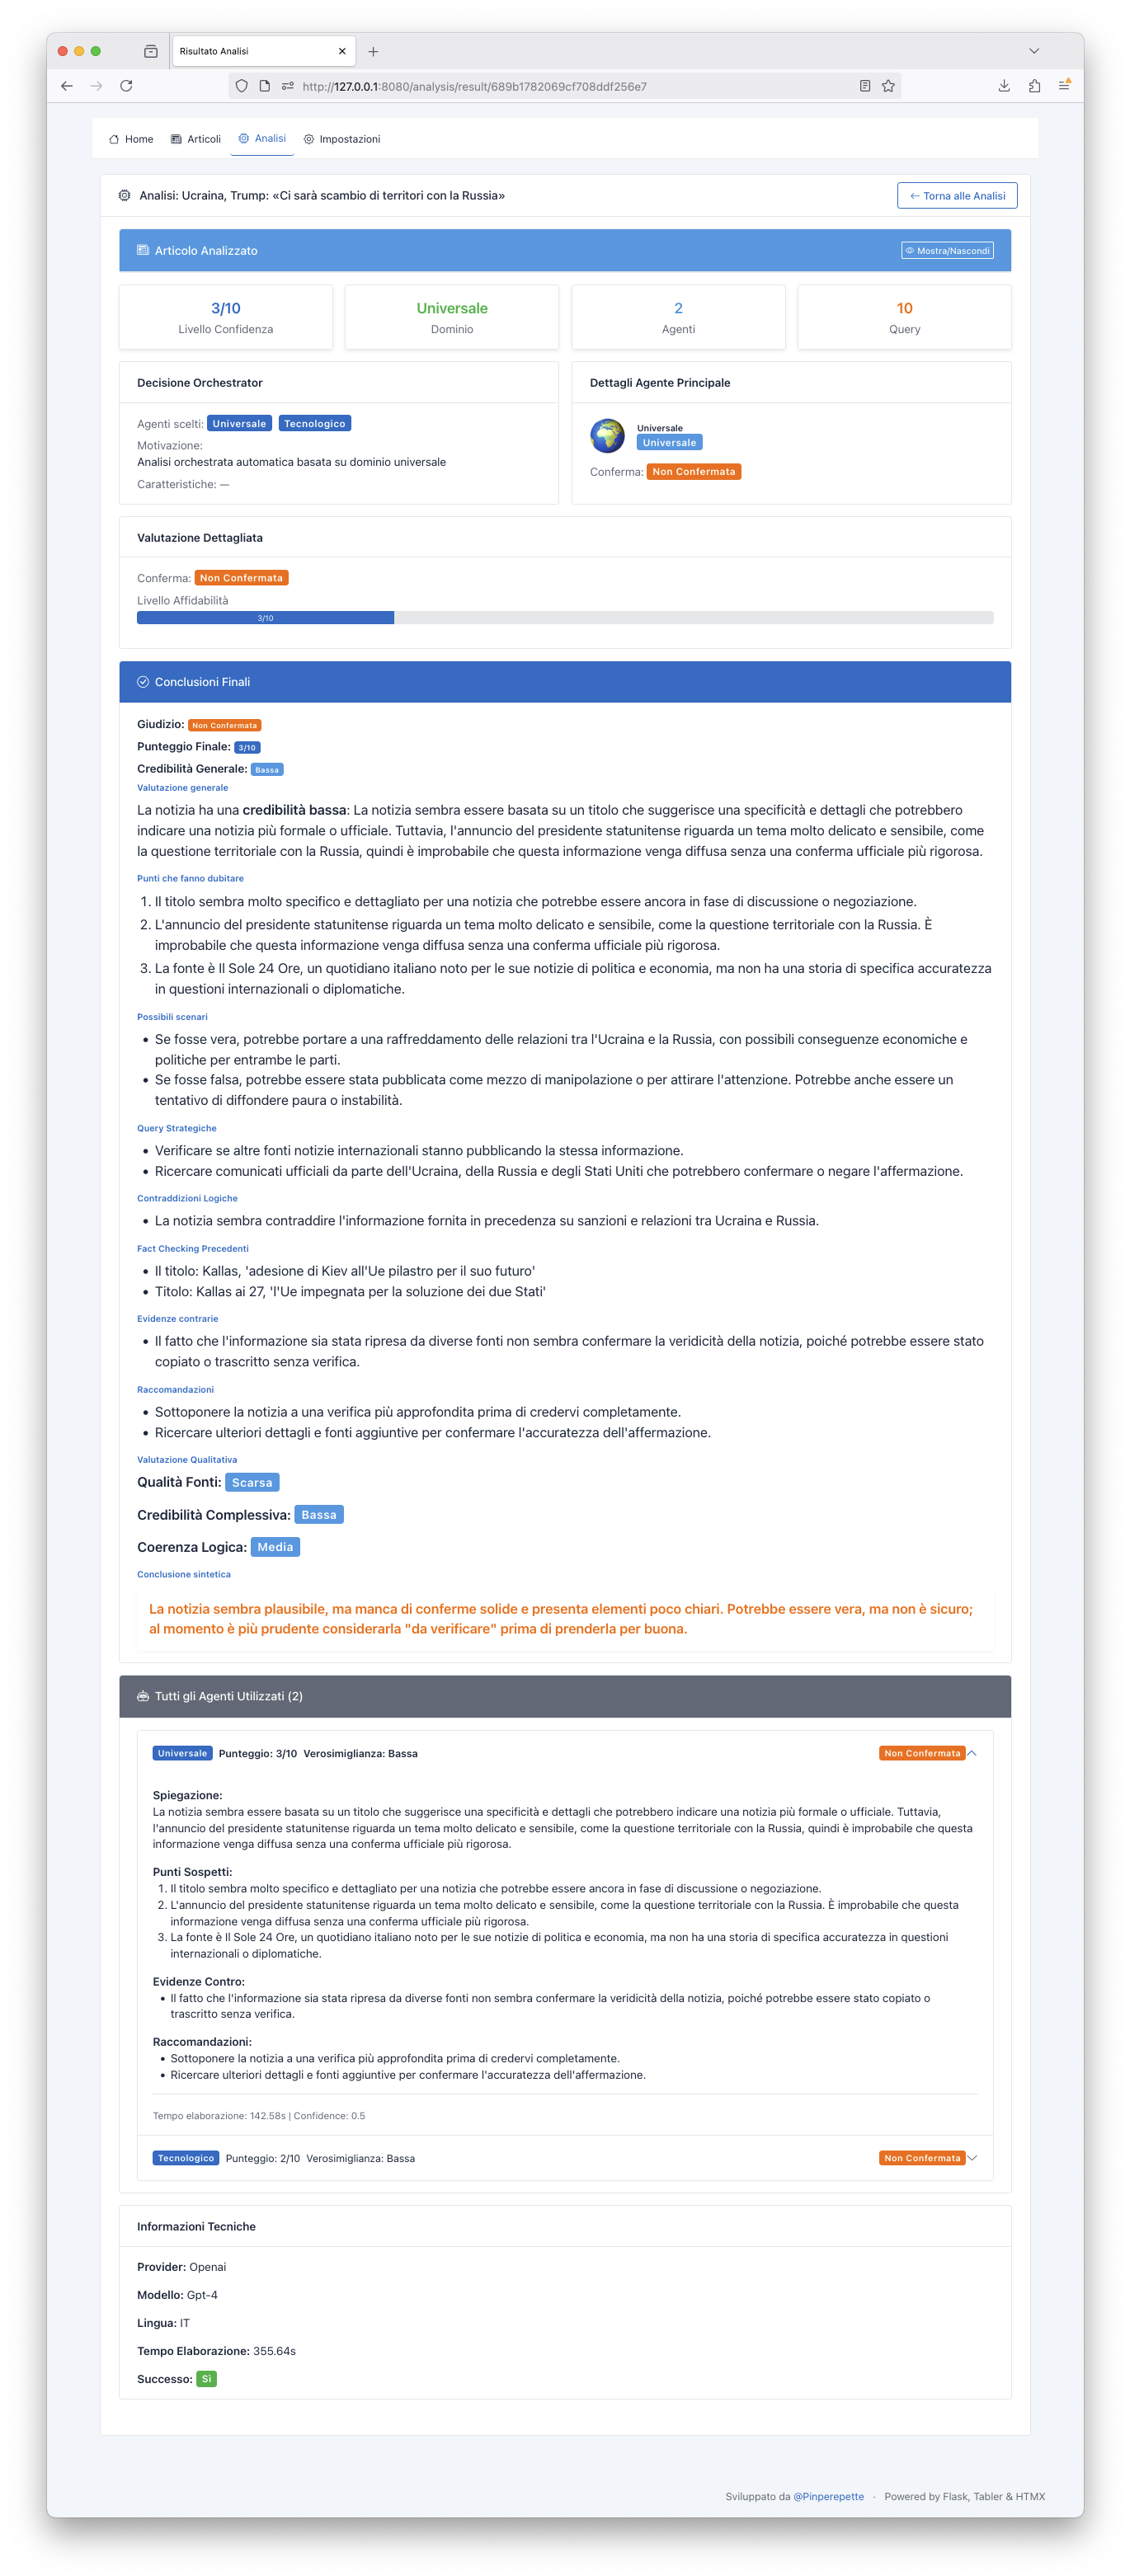 Risultato Analisi
http://127.0.0.1:8080/analysis/result/689b1782069cf708ddf256e7
Home Articoli Analisi Impostazioni
Analisi: Ucraina, Trump: «Ci sarà scambio di territori con la Russia»
← Torna alle Analisi
Articolo Analizzato
Mostra/Nascondi
3/10
Livello Confidenza
Universale
Dominio
2
Agenti
10
Query
Decisione Orchestrator
Agenti scelti: Universale Tecnologico
Motivazione:
Analisi orchestrata automatica basata su dominio universale
Caratteristiche: —
Dettagli Agente Principale
Universale
Universale
Conferma: Non Confermata
Valutazione Dettagliata
Conferma: Non Confermata
Livello Affidabilità
3/10
Conclusioni Finali
Giudizio: Non Confermata
Punteggio Finale: 3/10
Credibilità Generale: Bassa
Valutazione generale
La notizia ha una credibilità bassa: La notizia sembra essere basata su un titolo che suggerisce una specificità e dettagli che potrebbero
indicare una notizia più formale o ufficiale. Tuttavia, l'annuncio del presidente statunitense riguarda un tema molto delicato e sensibile, come
la questione territoriale con la Russia, quindi è improbabile che questa informazione venga diffusa senza una conferma ufficiale più rigorosa.
Punti che fanno dubitare
1. Il titolo sembra molto specifico e dettagliato per una notizia che potrebbe essere ancora in fase di discussione o negoziazione.
2. L'annuncio del presidente statunitense riguarda un tema molto delicato e sensibile, come la questione territoriale con la Russia. È
improbabile che questa informazione venga diffusa senza una conferma ufficiale più rigorosa.
3. La fonte è Il Sole 24 Ore, un quotidiano italiano noto per le sue notizie di politica e economia, ma non ha una storia di specifica accuratezza
in questioni internazionali o diplomatiche.
Possibili scenari
• Se fosse vera, potrebbe portare a una raffreddamento delle relazioni tra l'Ucraina e la Russia, con possibili conseguenze economiche e
politiche per entrambe le parti.
• Se fosse falsa, potrebbe essere stata pubblicata come mezzo di manipolazione o per attirare l'attenzione. Potrebbe anche essere un
tentativo di diffondere paura o instabilità.
Query Strategiche
• Verificare se altre fonti notizie internazionali stanno pubblicando la stessa informazione.
• Ricercare comunicati ufficiali da parte dell'Ucraina, della Russia e degli Stati Uniti che potrebbero confermare o negare l'affermazione.
Contraddizioni Logiche
• La notizia sembra contraddire l'informazione fornita in precedenza su sanzioni e relazioni tra Ucraina e Russia.
Fact Checking Precedenti
• Il titolo: Kallas, 'adesione di Kiev all'Ue pilastro per il suo futuro'
• Titolo: Kallas ai 27, 'l'Ue impegnata per la soluzione dei due Stati'
Evidenze contrarie
• Il fatto che l'informazione sia stata ripresa da diverse fonti non sembra confermare la veridicità della notizia, poiché potrebbe essere stato
copiato o trascritto senza verifica.
Raccomandazioni
• Sottoporre la notizia a una verifica più approfondita prima di credervi completamente.
• Ricercare ulteriori dettagli e fonti aggiuntive per confermare l'accuratezza dell'affermazione.
Valutazione Qualitativa
Qualità Fonti: Scarsa
Credibilità Complessiva: Bassa
Coerenza Logica: Media
Conclusione sintetica
La notizia sembra plausibile, ma manca di conferme solide e presenta elementi poco chiari. Potrebbe essere vera, ma non è sicuro;
al momento è più prudente considerarla "da verificare" prima di prenderla per buona.
Tutti gli Agenti Utilizzati (2)
Universale Punteggio: 3/10 Verosimiglianza: Bassa Non Confermata
Spiegazione:
La notizia sembra essere basata su un titolo che suggerisce una specificità e dettagli che potrebbero indicare una notizia più formale o ufficiale. Tuttavia,
l'annuncio del presidente statunitense riguarda un tema molto delicato e sensibile, come la questione territoriale con la Russia, quindi è improbabile che questa
informazione venga diffusa senza una conferma ufficiale più rigorosa.
Punti Sospetti:
1. Il titolo sembra molto specifico e dettagliato per una notizia che potrebbe essere ancora in fase di discussione o negoziazione.
2. L'annuncio del presidente statunitense riguarda un tema molto delicato e sensibile, come la questione territoriale con la Russia. È improbabile che questa
informazione venga diffusa senza una conferma ufficiale più rigorosa.
3. La fonte è Il Sole 24 Ore, un quotidiano italiano noto per le sue notizie di politica e economia, ma non ha una storia di specifica accuratezza in questioni
internazionali o diplomatiche.
Evidenze Contro:
• Il fatto che l'informazione sia stata ripresa da diverse fonti non sembra confermare la veridicità della notizia, poiché potrebbe essere stato copiato o
trascritto senza verifica.
Raccomandazioni:
• Sottoporre la notizia a una verifica più approfondita prima di credervi completamente.
• Ricercare ulteriori dettagli e fonti aggiuntive per confermare l'accuratezza dell'affermazione.
Tempo elaborazione: 142.58s | Confidence: 0.5
Tecnologico Punteggio: 2/10 Verosimiglianza: Bassa Non Confermata
Informazioni Tecniche
Provider: Openai
Modello: Gpt-4
Lingua: IT
Tempo Elaborazione: 355.64s
Successo: Sì
Sviluppato da @Pinperepette · Powered by Flask, Tabler & HTMX